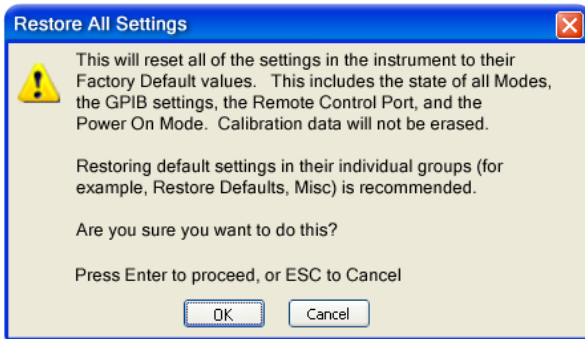 Restore All Settings
This will reset all of the settings in the instrument to their
Factory Default values. This includes the state of all Modes,
the GPIB settings, the Remote Control Port, and the
Power On Mode. Calibration data will not be erased.
Restoring default settings in their individual groups (for
example, Restore Defaults, Misc) is recommended.
Are you sure you want to do this?
Press Enter to proceed, or ESC to Cancel
OK Cancel